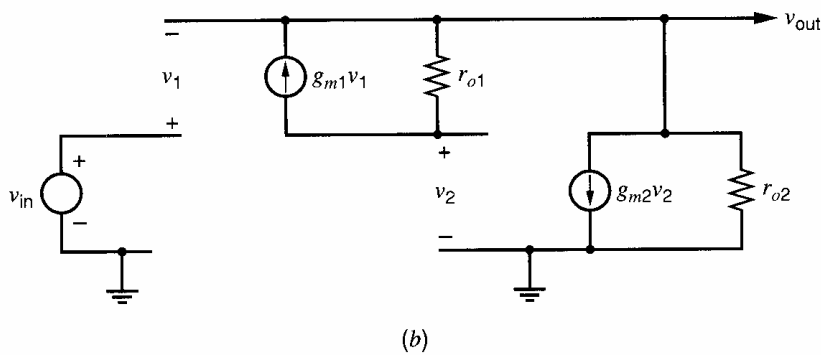 −
v_out
v_1
g_m1 v_1
r_o1
+
+
+
v_in
v_2
g_m2 v_2
r_o2
−
−
(b)